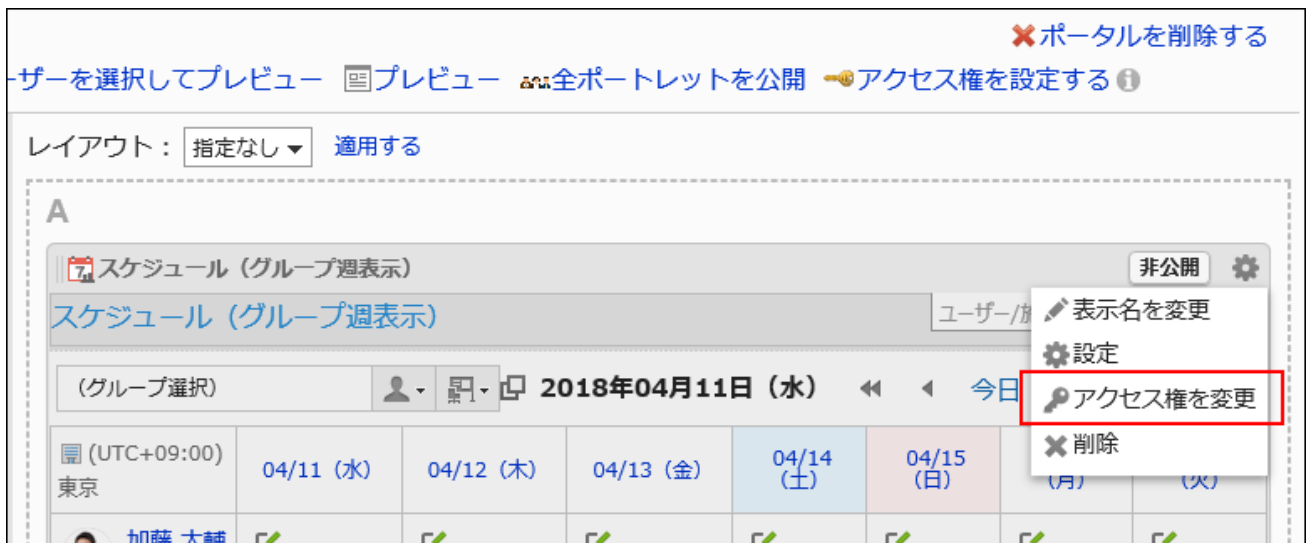 ポータルを削除する
ーザーを選択してプレビュー プレビュー 全ポートレットを公開 アクセス権を設定する
レイアウト： 指定なし 適用する
A
スケジュール（グループ週表示） 非公開
スケジュール（グループ週表示） ユーザー/
表示名を変更
設定
（グループ選択） 2018年04月11日（水） 今日
アクセス権を変更
削除
(UTC+09:00)
東京
04/11（水） 04/12（木） 04/13（金） 04/14
（土） 04/15
（日） （月） （火）
加藤 大輔